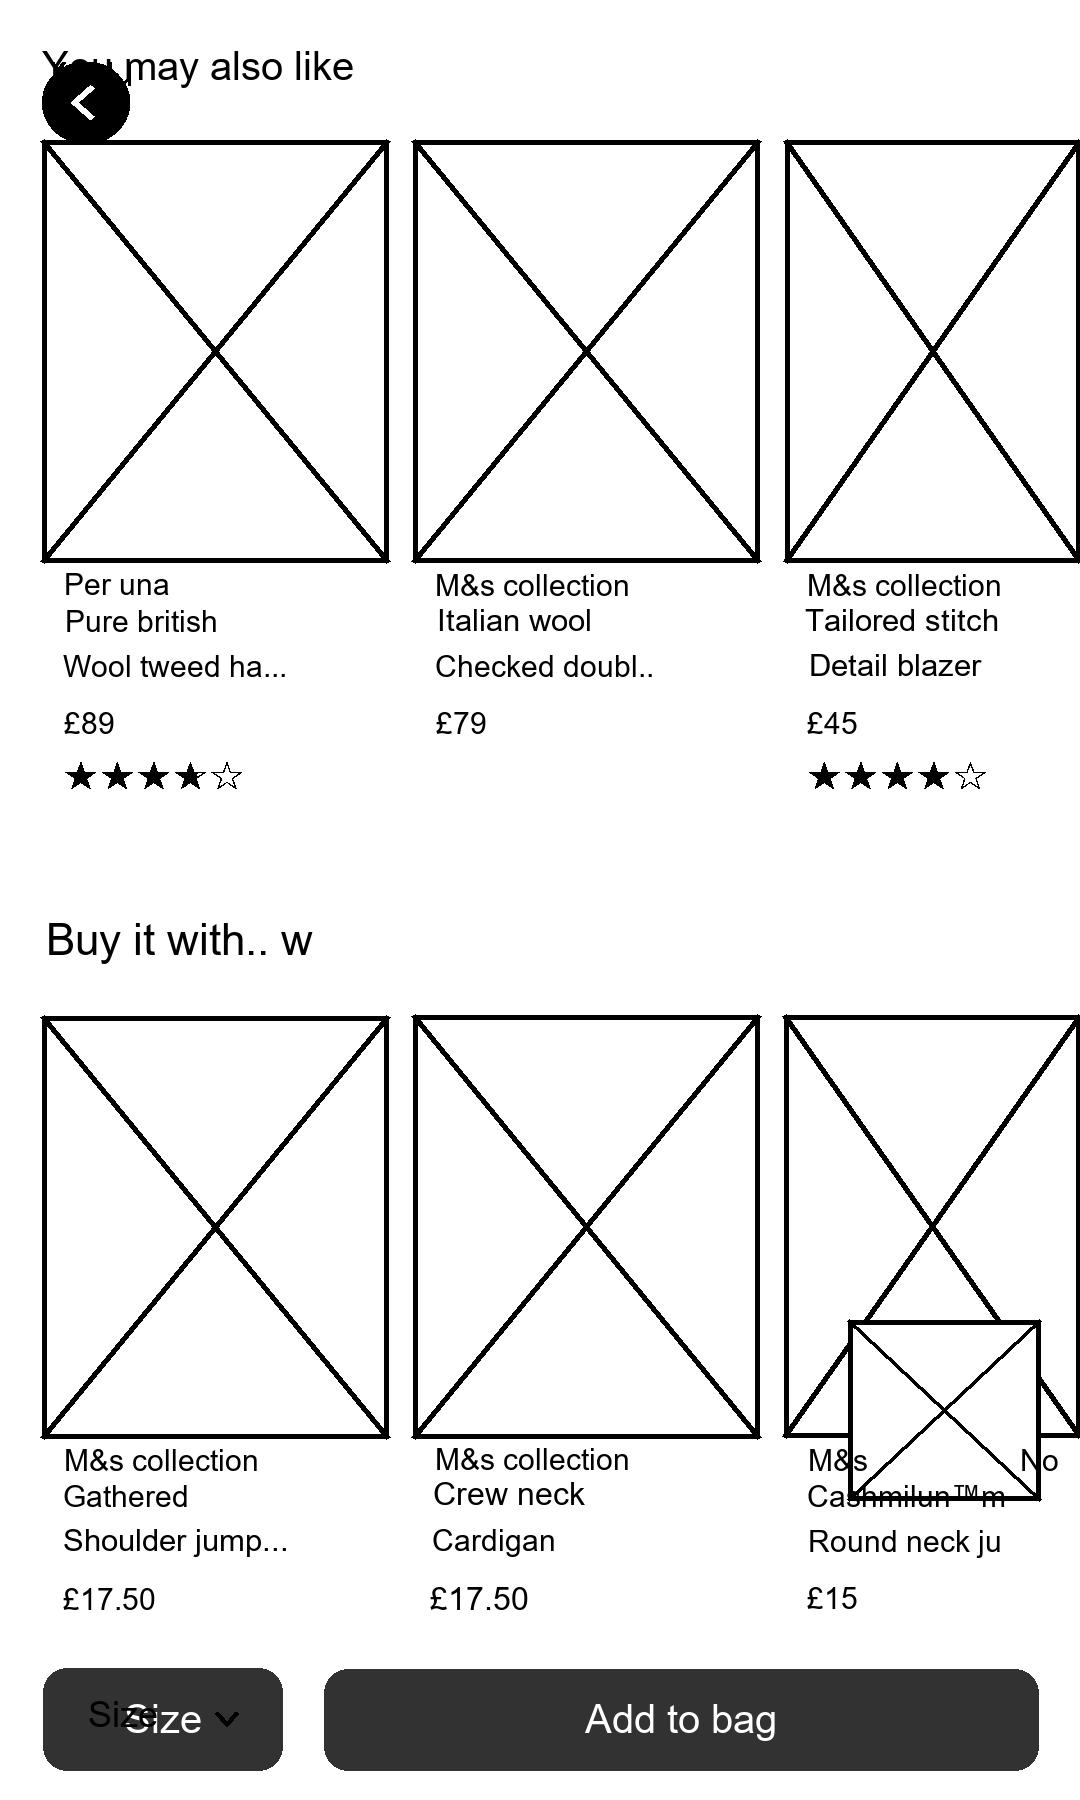 You may also like
Per una
Pure british
Wool tweed ha...
£89
M&s collection
Italian wool
Checked doubl..
£79
M&s collection
Tailored stitch
Detail blazer
£45
Buy it with.. w
M&s collection
Gathered
Shoulder jump...
£17.50
M&s collection
Crew neck
Cardigan
£17.50
M&s No
Cashmilun™m
Round neck ju
£15
Size
Size
Add to bag